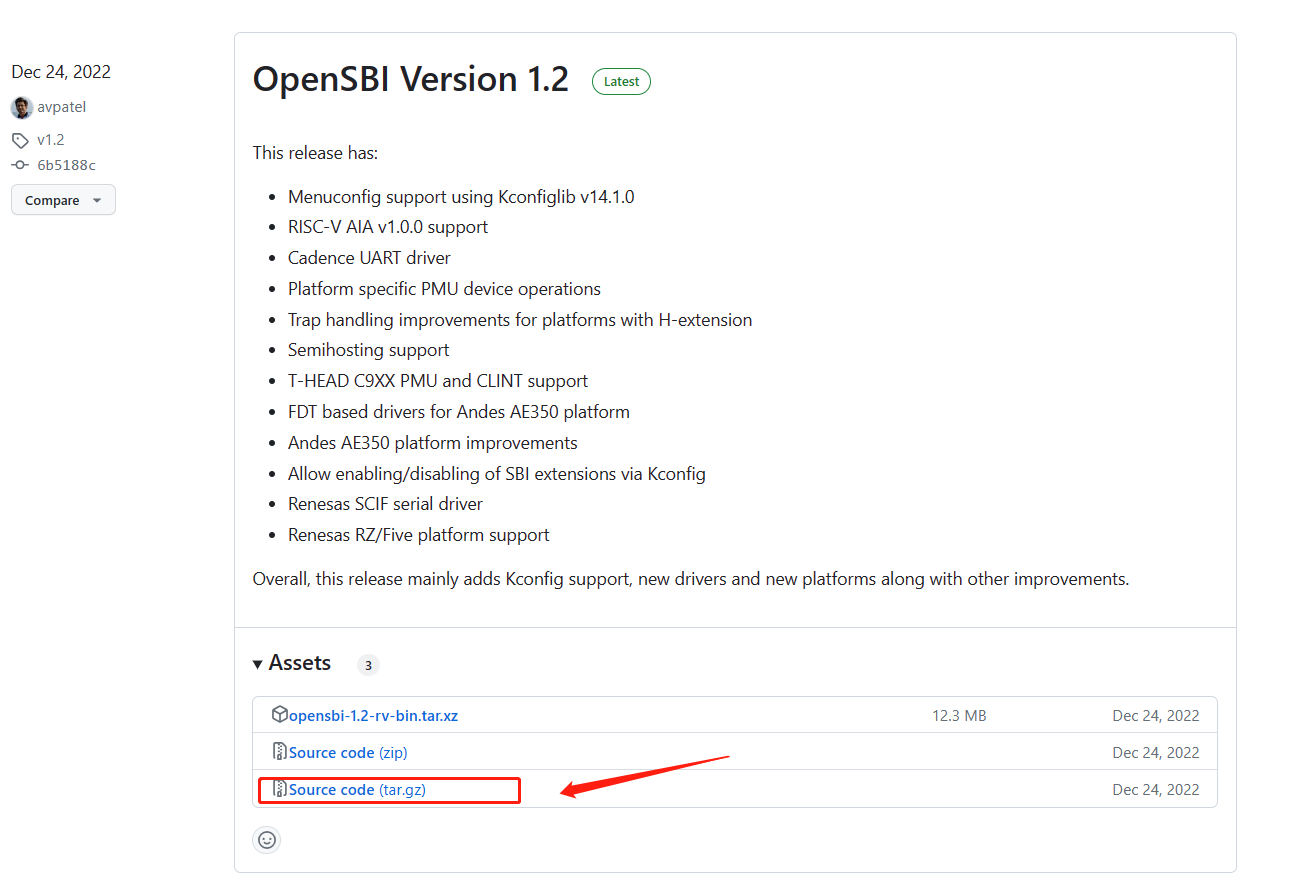 Dec 24, 2022
avpatel
v1.2
6b5188c
Compare
OpenSBI Version 1.2 Latest
This release has:
Menuconfig support using Kconfiglib v14.1.0
RISC-V AIA v1.0.0 support
Cadence UART driver
Platform specific PMU device operations
Trap handling improvements for platforms with H-extension
Semihosting support
T-HEAD C9XX PMU and CLINT support
FDT based drivers for Andes AE350 platform
Andes AE350 platform improvements
Allow enabling/disabling of SBI extensions via Kconfig
Renesas SCIF serial driver
Renesas RZ/Five platform support
Overall, this release mainly adds Kconfig support, new drivers and new platforms along with other improvements.
Assets 3
opensbi-1.2-rv-bin.tar.xz 12.3 MB Dec 24, 2022
Source code (zip) Dec 24, 2022
Source code (tar.gz) Dec 24, 2022